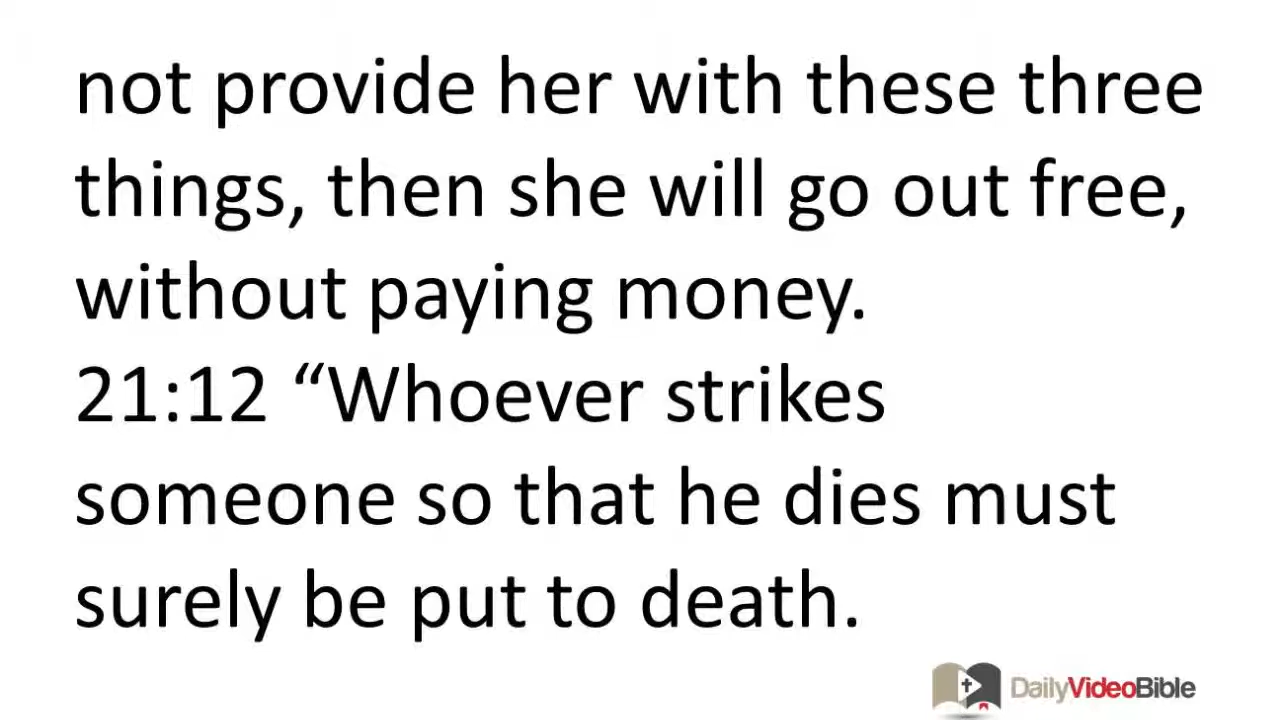 not provide her with these three
things, then she will go out free,
without paying money.
21:12 “Whoever strikes
someone so that he dies must
surely be put to death.
DailyVideoBible